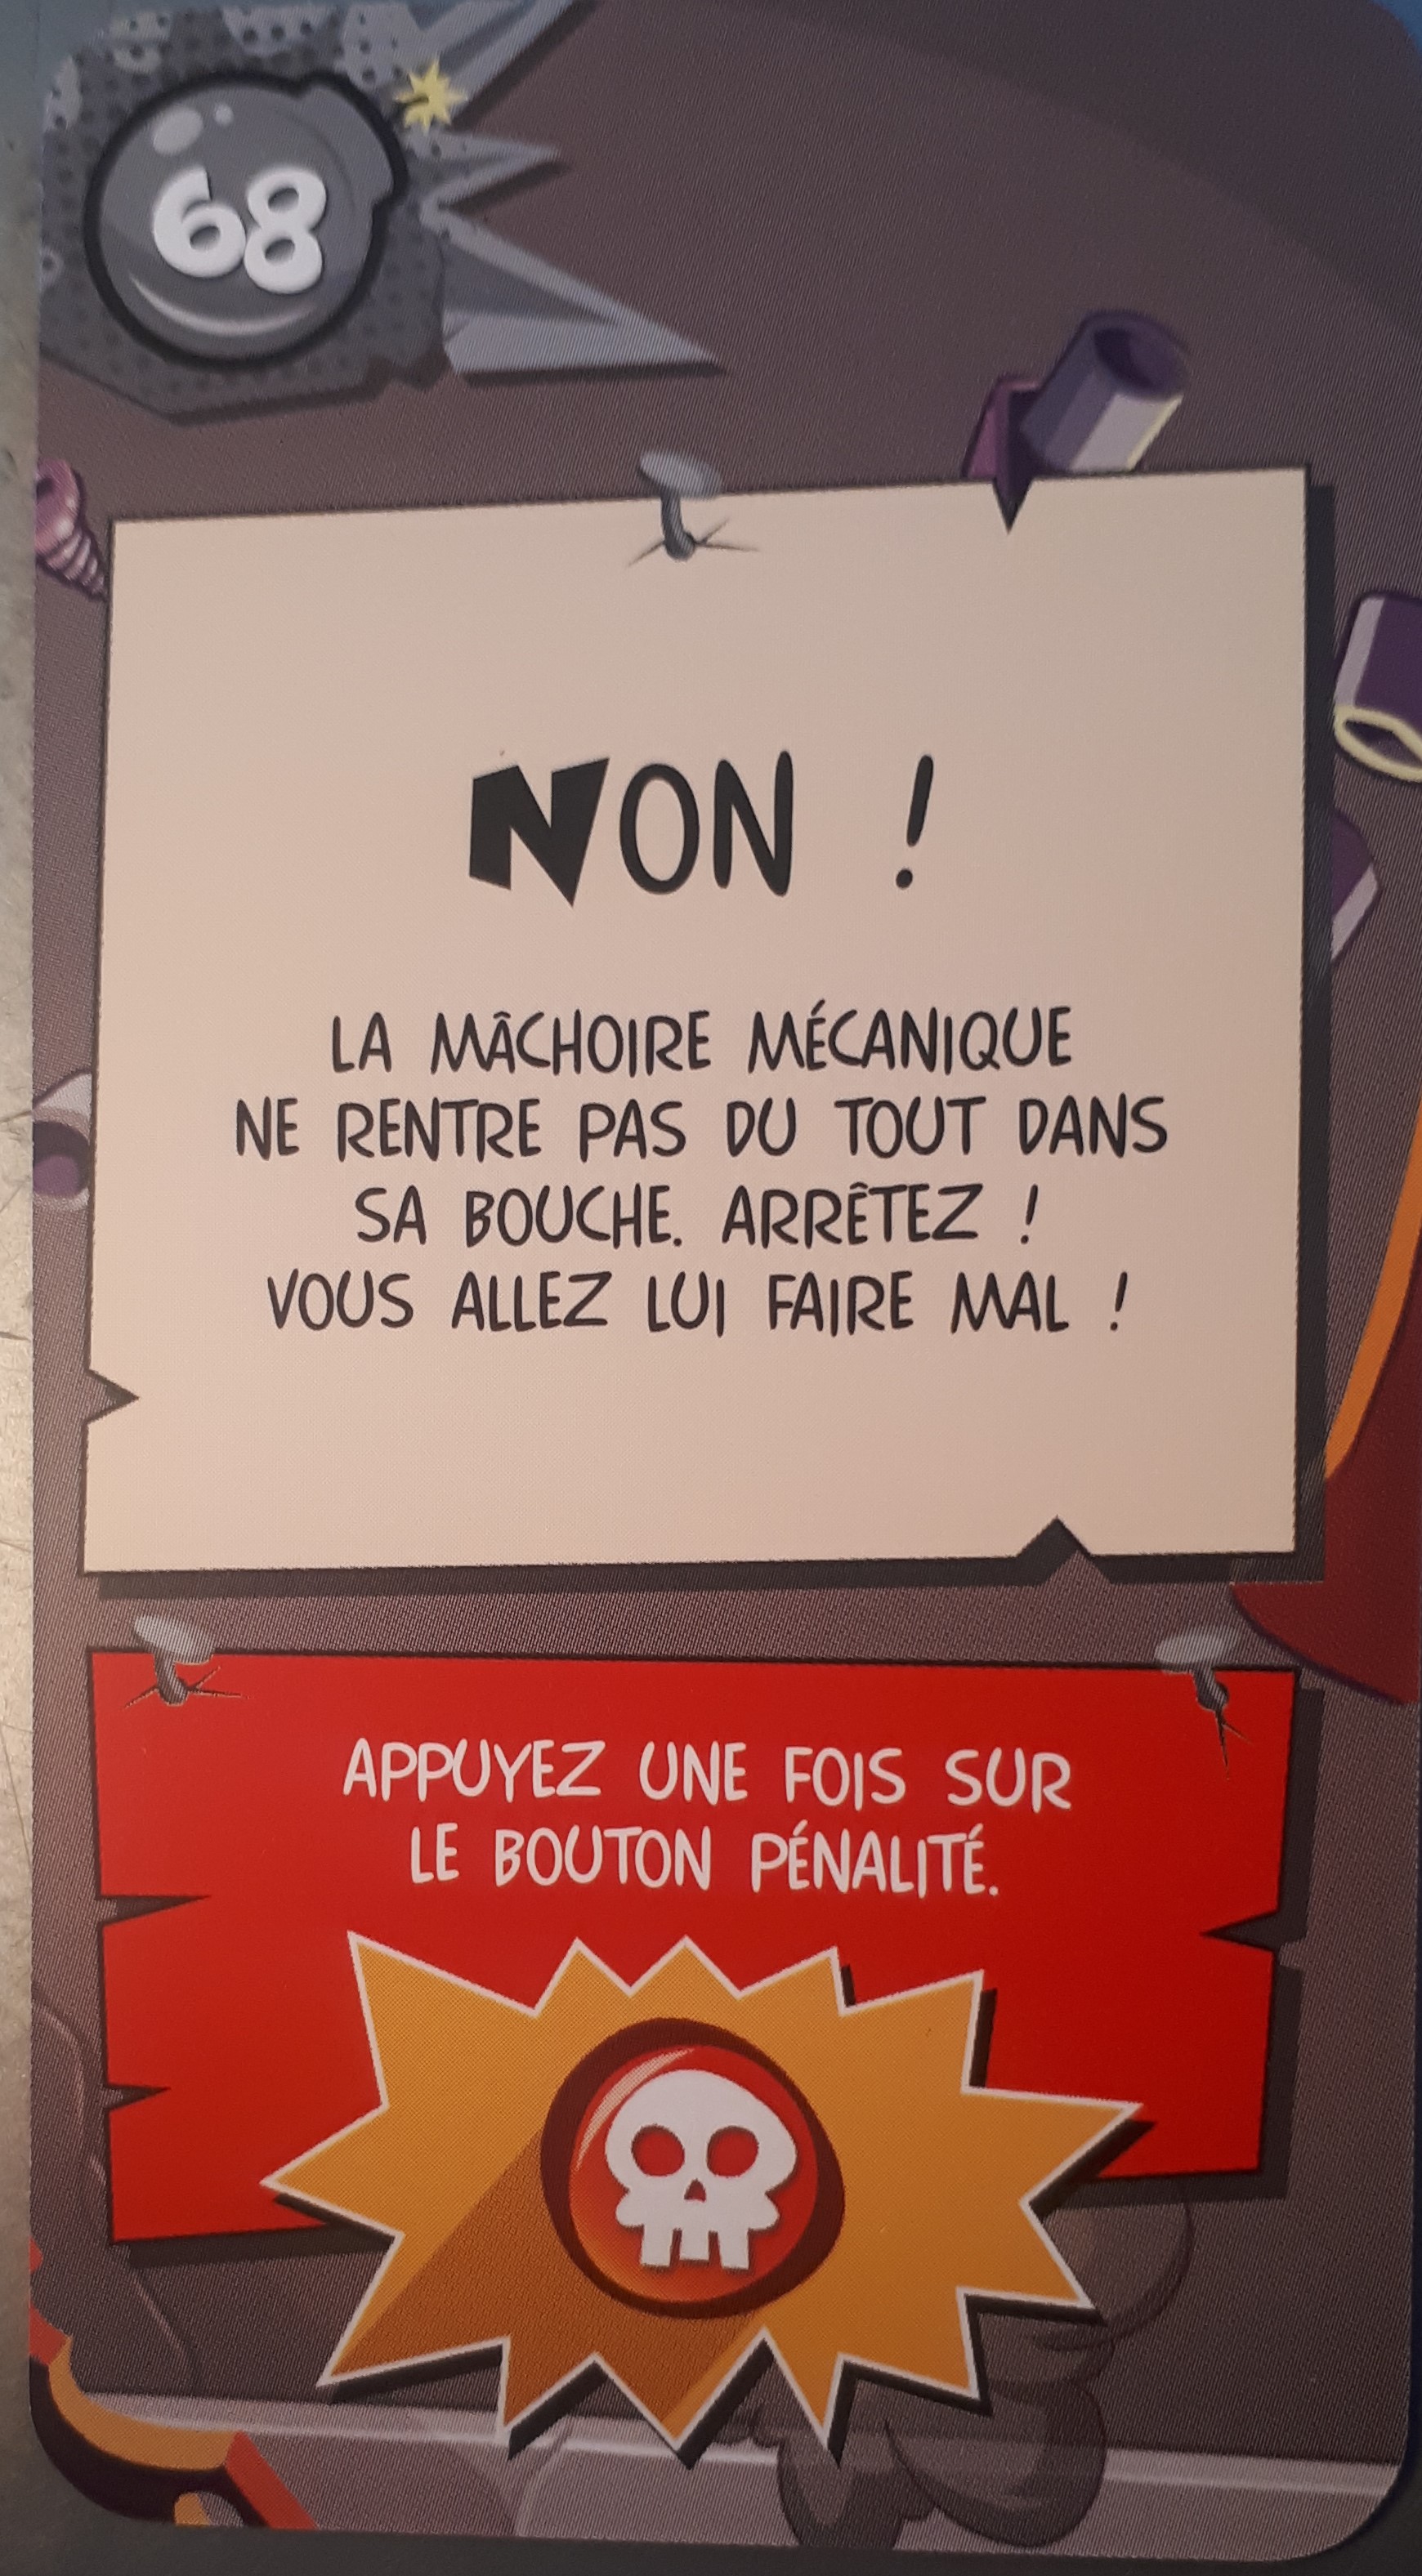 68
NON !
LA MÂCHOIRE MÉCANIQUE
NE RENTRE PAS DU TOUT DANS
SA BOUCHE. ARRÊTEZ !
VOUS ALLEZ LUI FAIRE MAL !
APPUYEZ UNE FOIS SUR
LE BOUTON PÉNALITÉ.